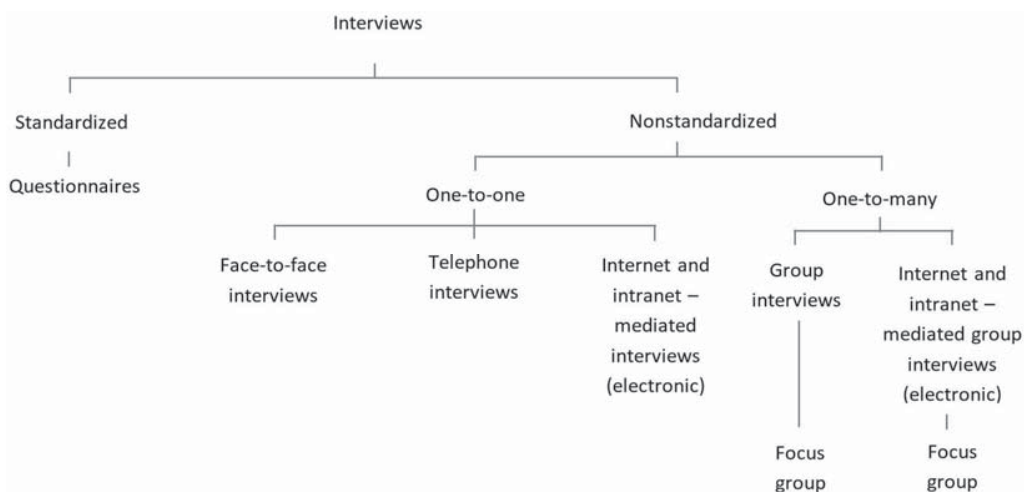 Interviews
Standardized
Nonstandardized
Questionnaires
One-to-one
One-to-many
Face-to-face
interviews
Telephone
interviews
Internet and
intranet –
mediated
interviews
(electronic)
Group
interviews
Internet and
intranet –
mediated group
interviews
(electronic)
Focus
group
Focus
group